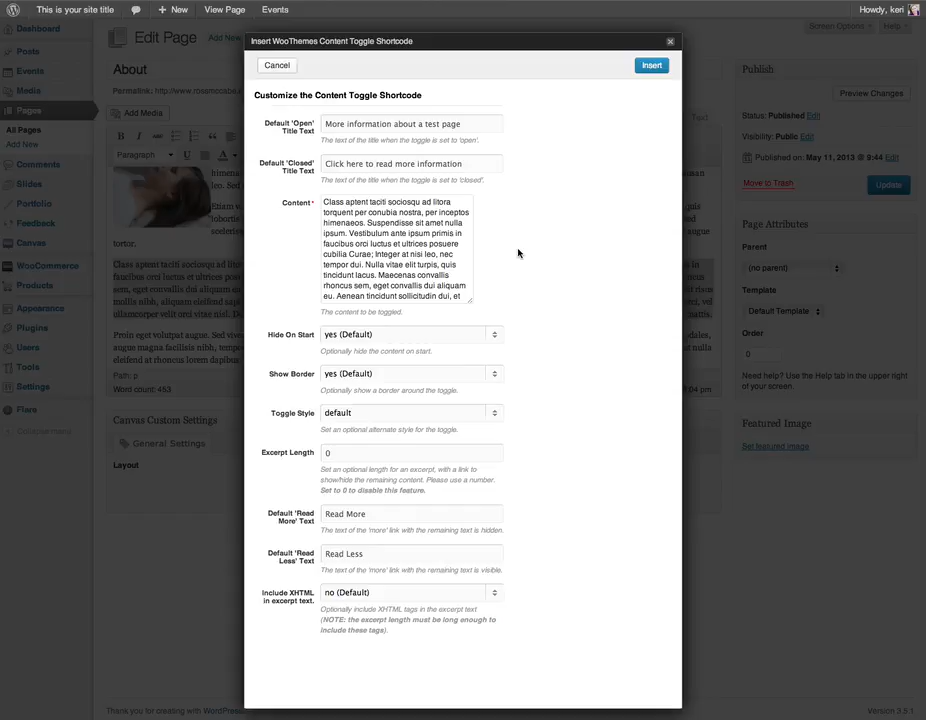 This is your site title
+ New
View Page
Events
Howdy, keri
Dashboard
Posts
Events
Media
Pages
All Pages
Add New
Comments
Slides
Portfolio
Feedback
Canvas
WooCommerce
Products
Appearance
Plugins
Users
Tools
Settings
Flare
Collapse menu
Screen Options
Help
Edit Page
Add New
About
Permalink: http://www.rosemccabe.
Add Media
Text
Paragraph
leo. Sed
Etiam
lobortis
tortor.
Class aptent taciti sociosqu ad
Path: p
Word count: 453
Canvas Custom Settings
General Settings
Layout
Insert WooThemes Content Toggle Shortcode
Cancel
Insert
Customize the Content Toggle Shortcode
Default 'Open'
Title Text
More information about a test page
The text of the title when the toggle is set to 'open'.
Default 'Closed'
Title Text
Click here to read more information
The text of the title when the toggle is set to 'closed'.
Content*
Class aptent taciti sociosqu ad litora
torquent per conubia nostra, per inceptos
himenaeos. Suspendisse sit amet nulla
ipsum. Vestibulum ante ipsum primis in
faucibus orci luctus et ultrices posuere
cubilia Curae; Integer at nisi leo, nec
tempor dui. Nulla vitae elit turpis, quis
tincidunt lacus. Maecenas convallis
rhoncus sem, eget convallis dui aliquam
eu. Aenean tincidunt sollicitudin dui, et
The content to be toggled.
Hide On Start
yes (Default)
Optionally hide the content on start.
Show Border
yes (Default)
Optionally show a border around the toggle.
Toggle Style
default
Set an optional alternate style for the toggle.
Excerpt Length
0
Set an optional length for an excerpt, with a link to
show/hide the remaining content. Please use a number.
Set to 0 to disable this feature.
Default 'Read
More' Text
Read More
The text of the 'more' link with the remaining text is hidden.
Default 'Read
Less' Text
Read Less
The text of the 'more' link with the remaining text is visible.
Include XHTML
in excerpt text.
no (Default)
Optionally include XHTML tags in the excerpt text
(NOTE: the excerpt length must be long enough to
include these tags).
Publish
Preview Changes
Status: Published Edit
Visibility: Public Edit
Published on: May 11, 2013 @ 9:44 Edit
Move to Trash
Update
Page Attributes
Parent
(no parent)
Template
Default Template
Order
0
Need help? Use the Help tab in the upper right
of your screen.
Featured Image
Set featured image
Thank you for creating with WordPress
Version 3.5.1